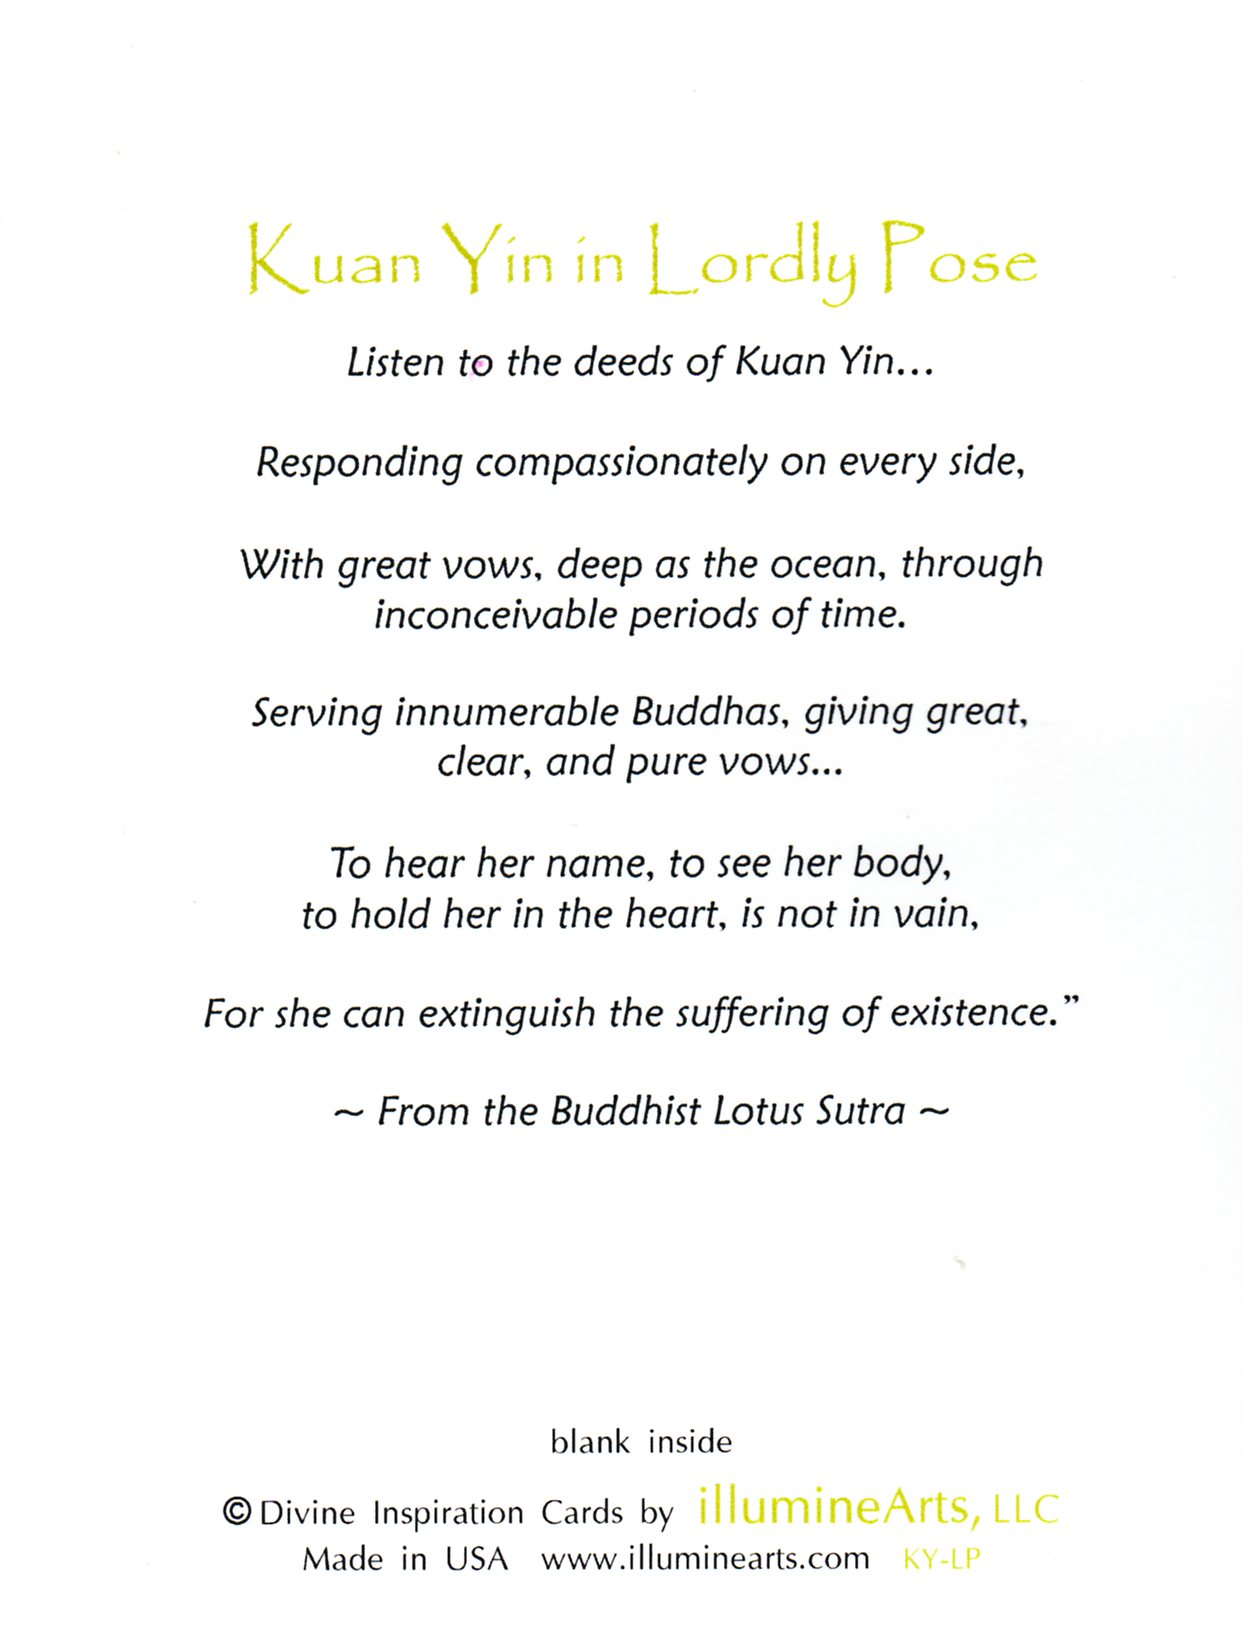 Kuan Yin in Lordly Pose
Listen to the deeds of Kuan Yin...
Responding compassionately on every side,
With great vows, deep as the ocean, through
inconceivable periods of time.
Serving innumerable Buddhas, giving great,
clear, and pure vows...
To hear her name, to see her body,
to hold her in the heart, is not in vain,
For she can extinguish the suffering of existence.”
~ From the Buddhist Lotus Sutra ~
blank inside
© Divine Inspiration Cards by illumineArts, LLC
Made in USA www.illuminearts.com KY-LP